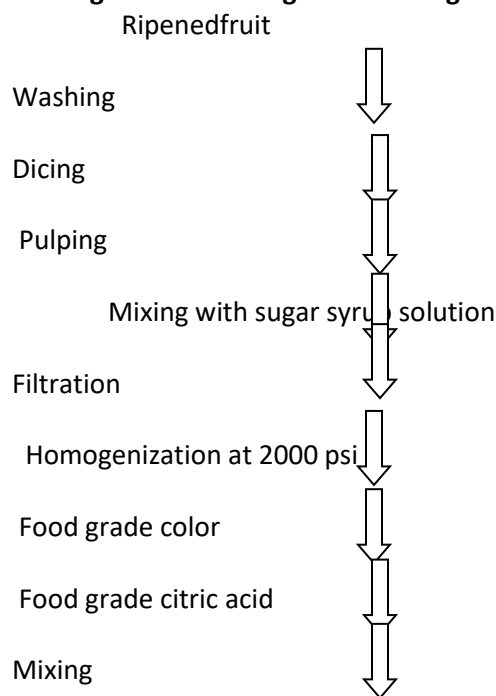 Ripenedfruit
Washing
Dicing
Pulping
Mixing with sugar syrup solution
Filtration
Homogenization at 2000 psi
Food grade color
Food grade citric acid
Mixing